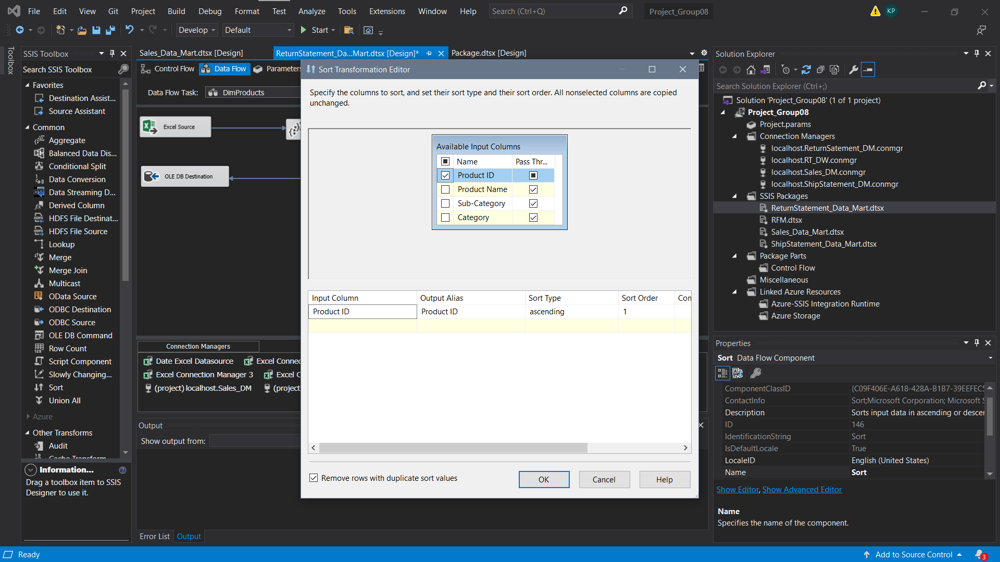 File Edit View Git Project Build Debug Format Test Analyze Tools Extensions Window Help Search (Ctrl+Q) Project_Group08 KP
Develop Default Start
Toolbox
SSIS Toolbox
Search SSIS Toolbox
Favorites
Destination Assist...
Source Assistant
Common
Aggregate
Balanced Data Dis...
Conditional Split
Data Conversion
Data Streaming D...
Derived Column
HDFS File Destinat...
HDFS File Source
Lookup
Merge
Merge Join
Multicast
OData Source
ODBC Destination
ODBC Source
OLE DB Command
Row Count
Script Component
Slowly Changing...
Sort
Union All
Azure
Other Transforms
Audit
Cache Transform
Information...
Drag a toolbox item to SSIS
Designer to use it.
Sales_Data_Mart.dtsx [Design] ReturnStatement_Da...Mart.dtsx [Design]* Package.dtsx [Design]
Control Flow Data Flow Parameters
Data Flow Task: DimProducts
Excel Source
OLE DB Destination
Connection Managers
Date Excel Datasource Excel Connec
Excel Connection Manager 3 Excel C
(project) localhost.Sales_DM (project
Output
Show output from:
Error List Output
Sort Transformation Editor
Specify the columns to sort, and set their sort type and their sort order. All nonselected columns are copied
unchanged.
Available Input Columns
Name Pass Thr...
Product ID
Product Name
Sub-Category
Category
Input Column Output Alias Sort Type Sort Order Con
Product ID Product ID ascending 1
Remove rows with duplicate sort values
OK Cancel Help
Solution Explorer
Search Solution Explorer (Ctrl+;)
Solution 'Project_Group08' (1 of 1 project)
Project_Group08
Project.params
Connection Managers
localhost.ReturnSatement_DM.conmgr
localhost.RT_DW.conmgr
localhost.Sales_DM.conmgr
localhost.ShipStatement_DM.conmgr
SSIS Packages
ReturnStatement_Data_Mart.dtsx
RFM.dtsx
Sales_Data_Mart.dtsx
ShipStatement_Data_Mart.dtsx
Package Parts
Control Flow
Miscellaneous
Linked Azure Resources
Azure-SSIS Integration Runtime
Azure Storage
Properties
Sort Data Flow Component
ComponentClassID {C09F406E-A618-428A-B1B7-39EEFEC5
ContactInfo Sort;Microsoft Corporation; Microsoft S
Description Sorts input data in ascending or descer
ID 146
IdentificationString Sort
IsDefaultLocale True
LocaleID English (United States)
Name Sort
Show Editor, Show Advanced Editor
Name
Specifies the name of the component.
Ready Add to Source Control 3